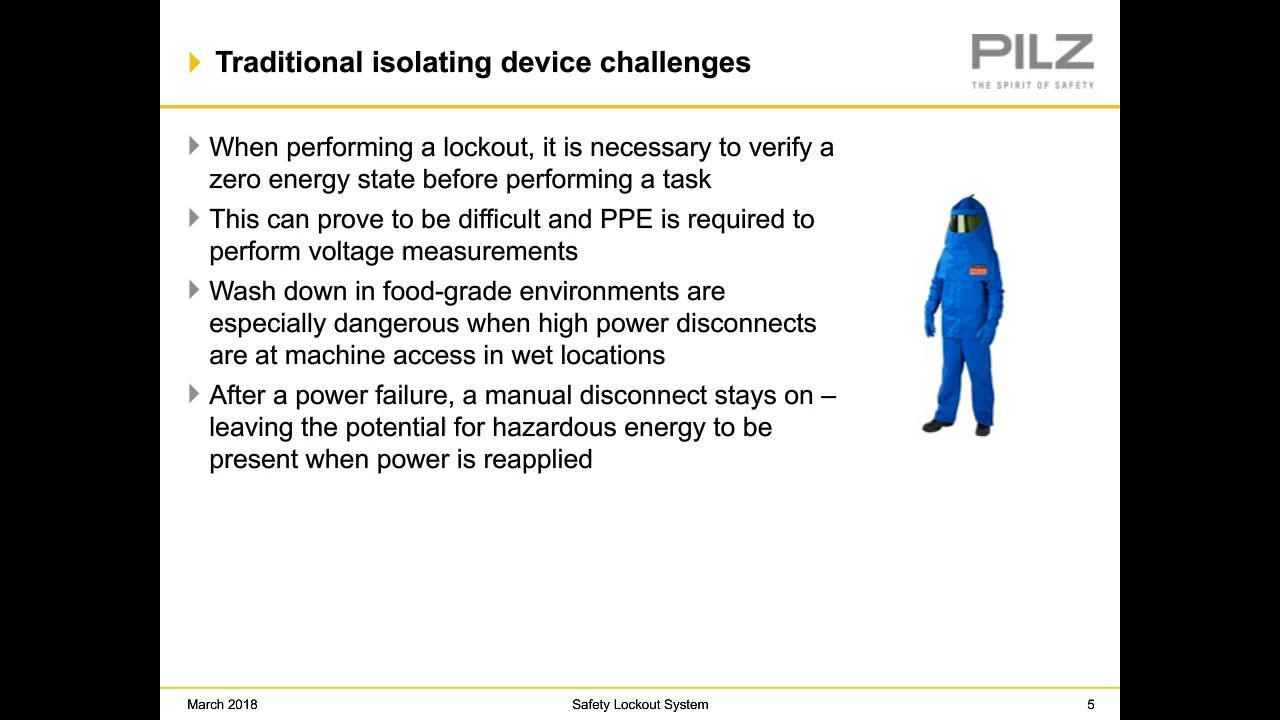 Traditional isolating device challenges
PILZ
THE SPIRIT OF SAFETY
When performing a lockout, it is necessary to verify a
zero energy state before performing a task
This can prove to be difficult and PPE is required to
perform voltage measurements
Wash down in food-grade environments are
especially dangerous when high power disconnects
are at machine access in wet locations
After a power failure, a manual disconnect stays on –
leaving the potential for hazardous energy to be
present when power is reapplied
March 2018
Safety Lockout System
5